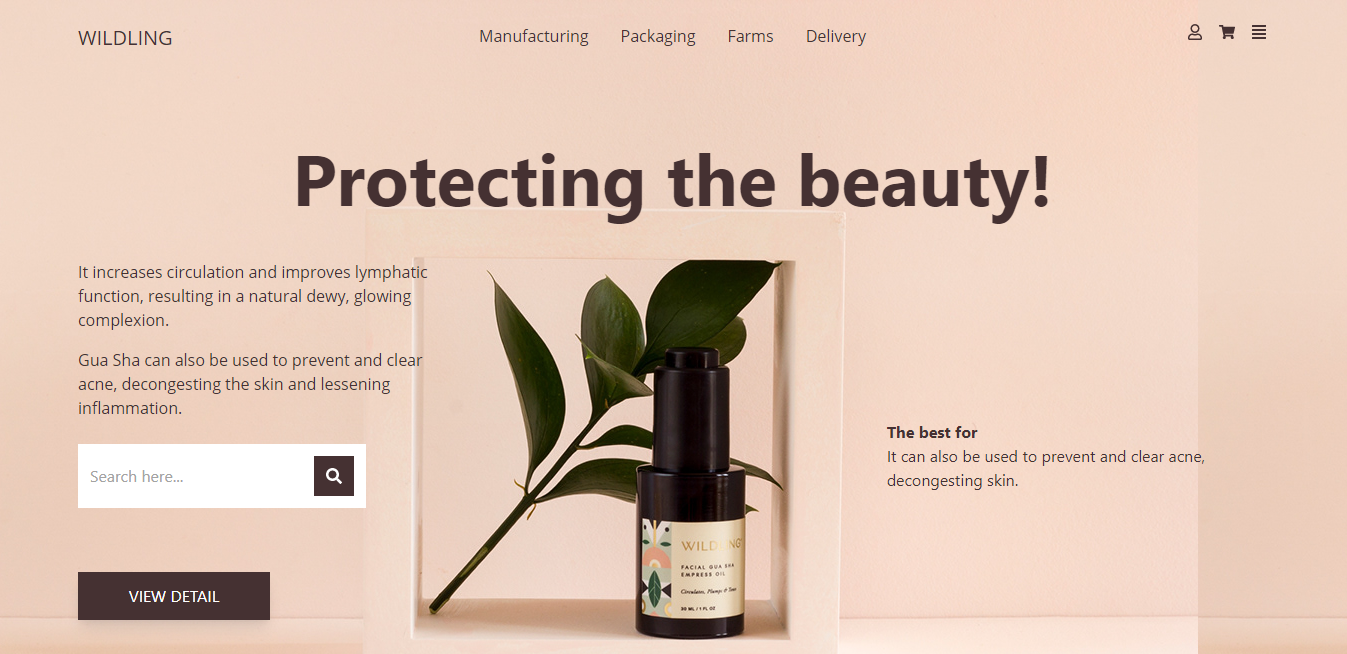 WILDLING
Manufacturing
Packaging
Farms
Delivery
Protecting the beauty!
It increases circulation and improves lymphatic
function, resulting in a natural dewy, glowing
complexion.
Gua Sha can also be used to prevent and clear
acne, decongesting the skin and lessening
inflammation.
Search here...
VIEW DETAIL
The best for
It can also be used to prevent and clear acne,
decongesting skin.
WILDLING
FACIAL GUA SHA
EMPRESS OIL
Circulates, Plumps & Tones
30 ML / 1 FL OZ